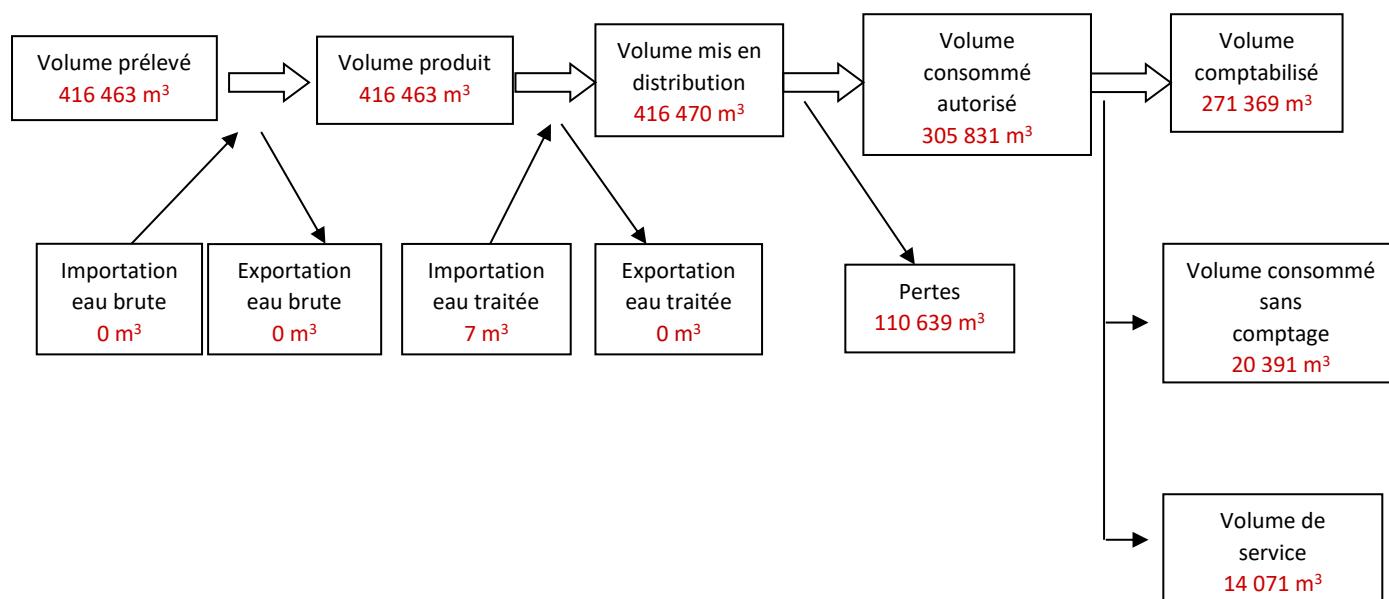 Volume prélevé
416 463 m³
Volume produit
416 463 m³
Volume mis en
distribution
416 470 m³
Volume
consommé
autorisé
305 831 m³
Volume
comptabilisé
271 369 m³
Importation
eau brute
0 m³
Exportation
eau brute
0 m³
Importation
eau traitée
7 m³
Exportation
eau traitée
0 m³
Pertes
110 639 m³
Volume consommé
sans
comptage
20 391 m³
Volume de
service
14 071 m³